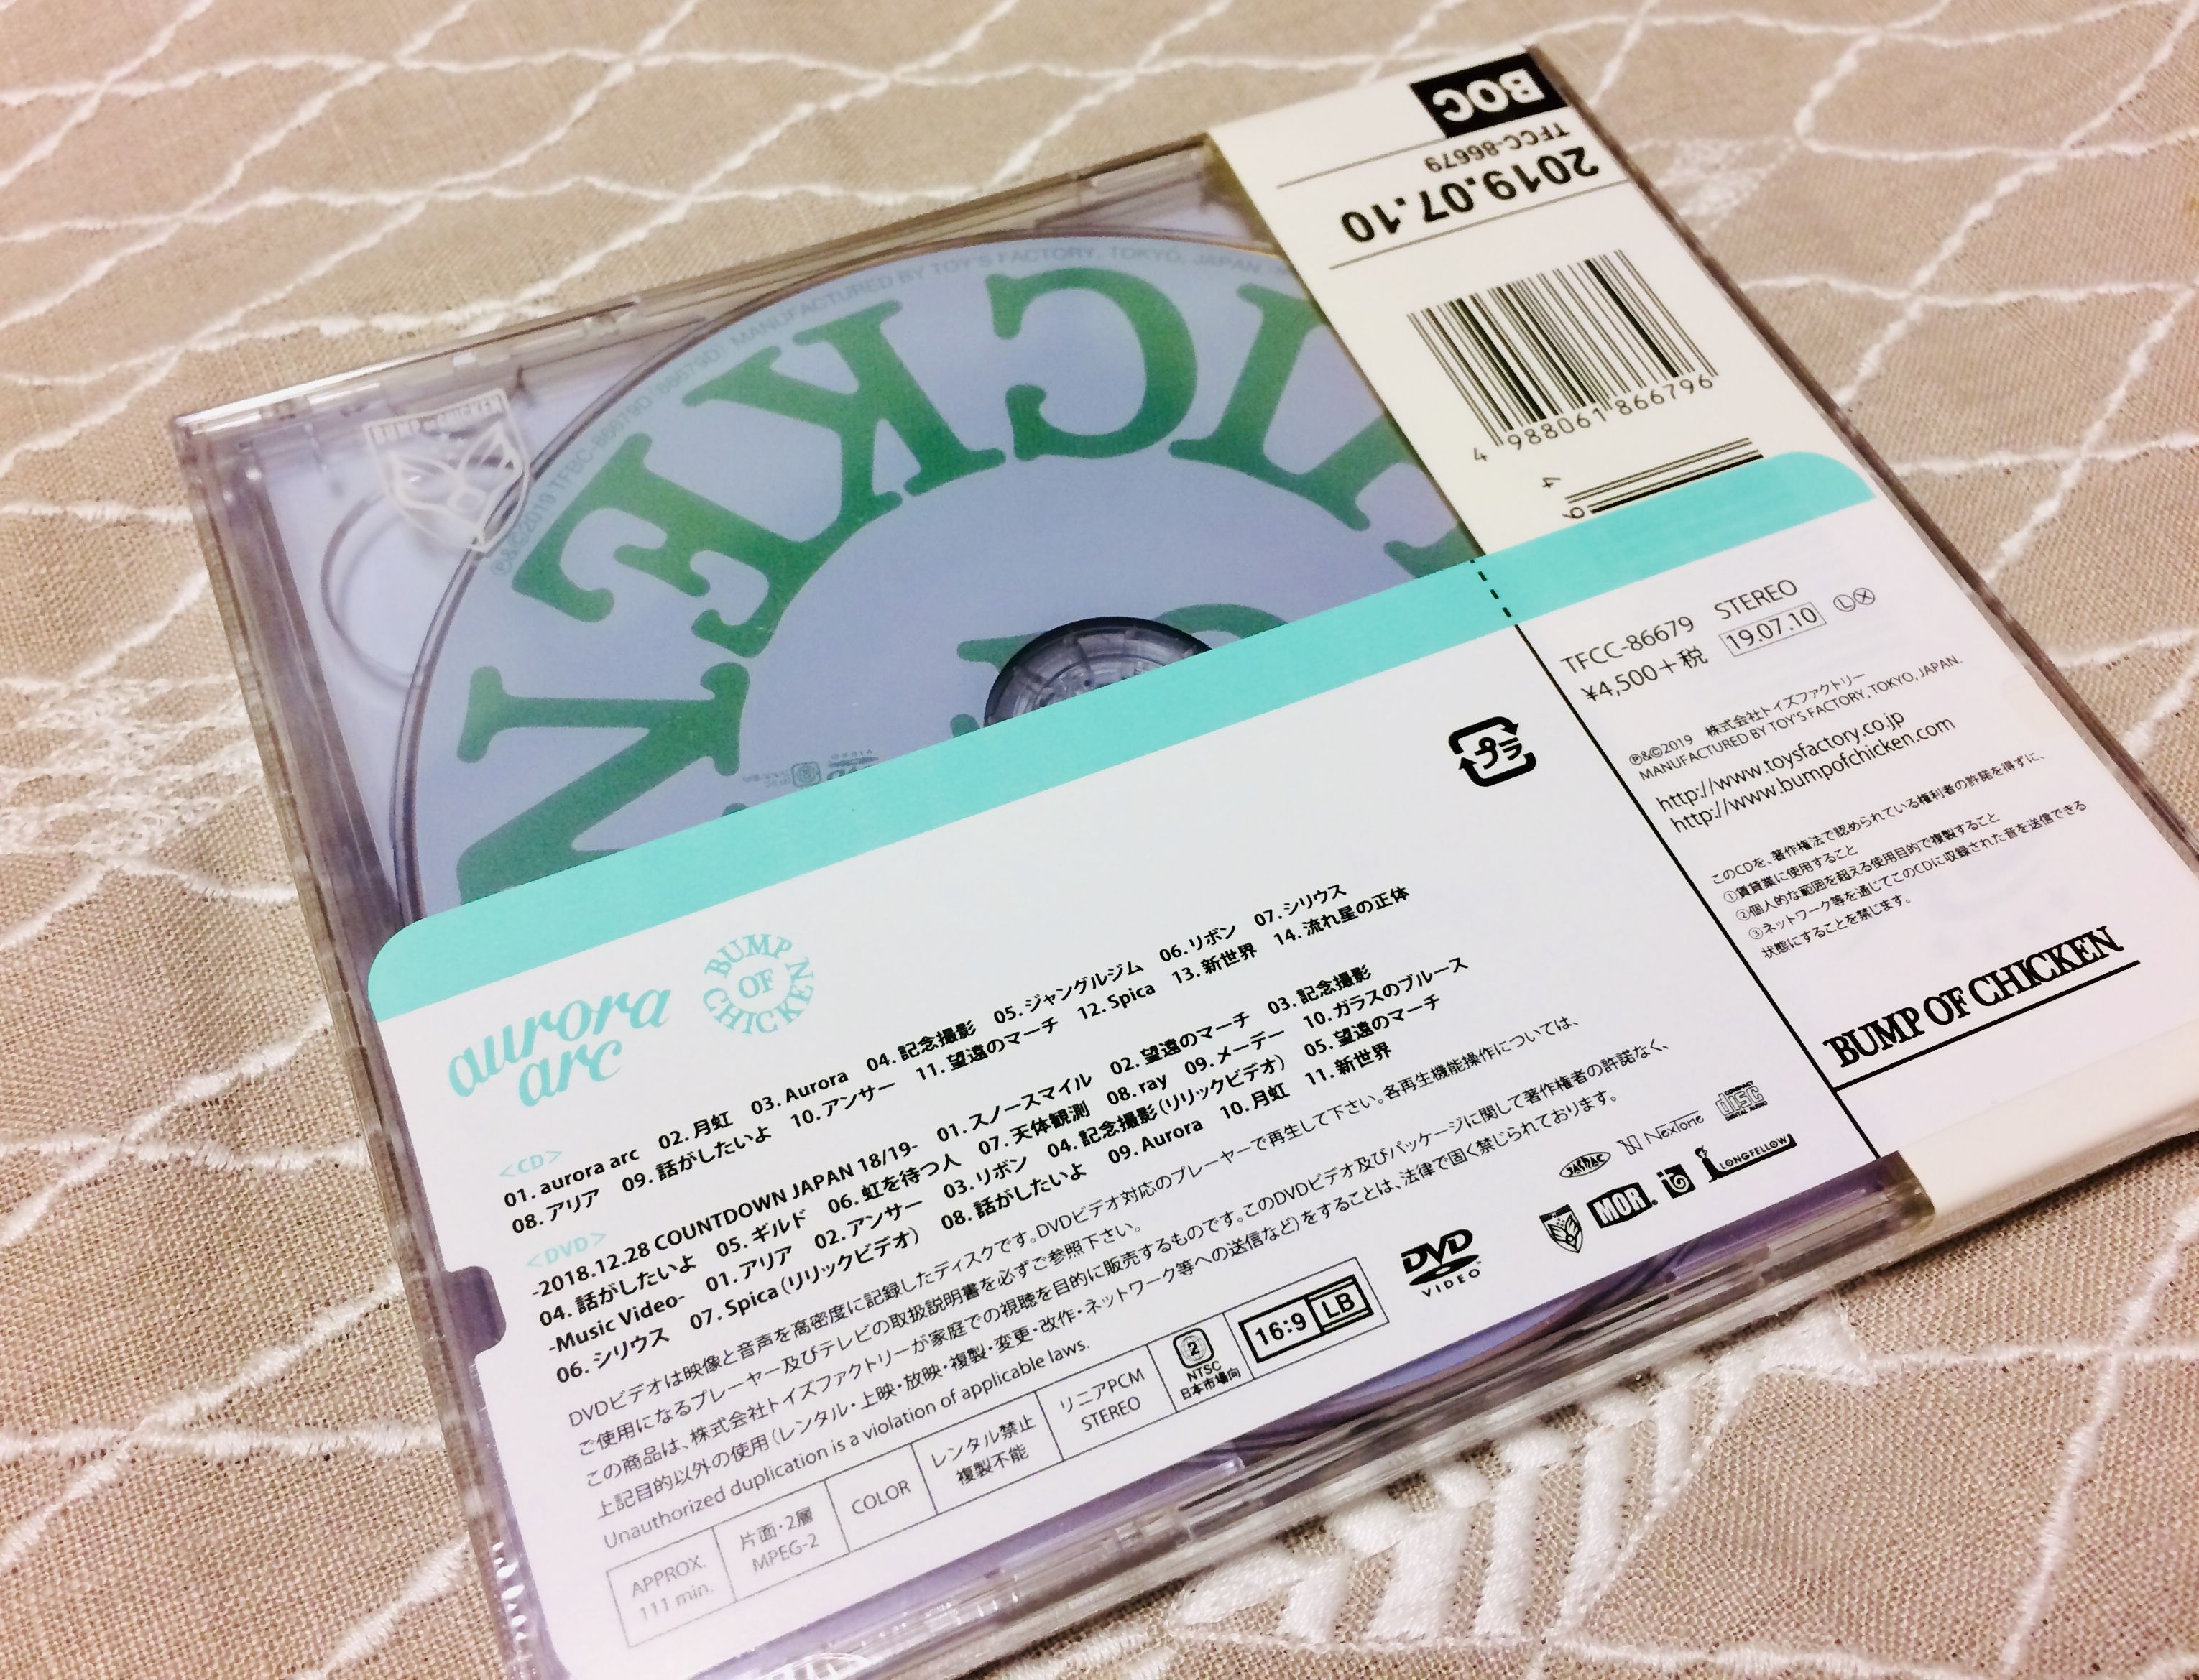 BOC
TFCC-86679
2019.07.10
4 988061 866796
TFCC-86679 STEREO
¥4,500+税 19.07.10 Ⓛ Ⓧ
℗&©2019 株式会社トイズファクトリー
MANUFACTURED BY TOY'S FACTORY, TOKYO, JAPAN.
http://www.toysfactory.co.jp
http://www.bumpofchicken.com
このCDを、著作権法で認められている権利者の許諾を得ずに、
①賃貸業に使用すること
②個人的な範囲を超える使用目的で複製すること
③ネットワーク等を通じてこのCDに収録された音を送信できる
状態にすることを禁じます。
BUMP OF CHICKEN
MANUFACTURED BY TOY'S FACTORY, TOKYO, JAPAN
CHICKEN
BUMP OF CHICKEN
プラ
aurora
arc
BUMP OF CHICKEN
<CD>
01. aurora arc 02. 月虹 03. Aurora 04. 記念撮影 05. ジャングルジム 06. リボン 07. シリウス
08. アリア 09. 話がしたいよ 10. アンサー 11. 望遠のマーチ 12. Spica 13. 新世界 14. 流れ星の正体
<DVD>
-2018.12.28 COUNTDOWN JAPAN 18/19- 01. スノースマイル 02. 望遠のマーチ 03. 記念撮影
04. 話がしたいよ 05. ギルド 06. 虹を待つ人 07. 天体観測 08. ray 09. メーデー 10. ガラスのブルース
-Music Video- 01. アリア 02. アンサー 03. リボン 04. 記念撮影(リリックビデオ) 05. 望遠のマーチ
06. シリウス 07. Spica(リリックビデオ) 08. 話がしたいよ 09. Aurora 10. 月虹 11. 新世界
DVDビデオは映像と音声を高密度に記録したディスクです。DVDビデオ対応のプレーヤーで再生して下さい。各再生機能操作については、
ご使用になるプレーヤー及びテレビの取扱説明書を必ずご参照下さい。
この商品は、株式会社トイズファクトリーが家庭での視聴を目的に販売するものです。このDVDビデオ及びパッケージに関して著作権者の許諾なく、
上記目的以外の使用(レンタル・上映・放映・複製・変更・改作・ネットワーク等への送信など)をすることは、法律で固く禁じられております。
Unauthorized duplication is a violation of applicable laws.
APPROX.
111 min.
片面・2層
MPEG-2
COLOR
レンタル禁止
複製不能
リニアPCM
STEREO
2
NTSC
日本市場向
16:9 LB
DVD
VIDEO
JASRAC NexTone COMPACT disc DIGITAL AUDIO
MOR. LONGFELLOW